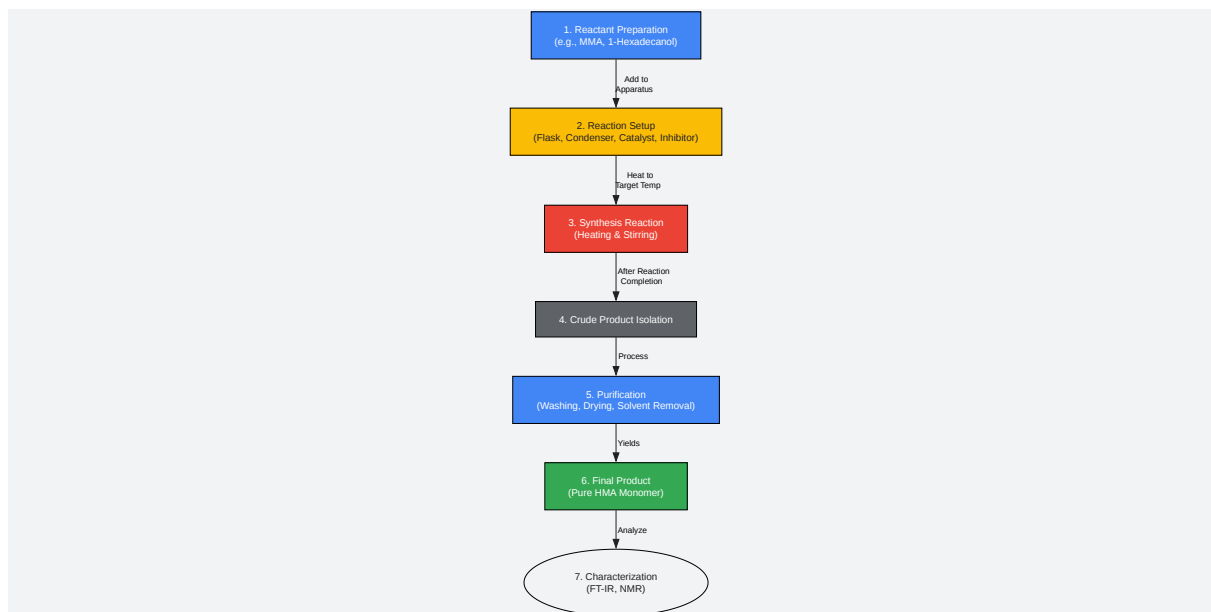 1. Reactant Preparation
(e.g., MMA, 1-Hexadecanol)
Add to
Apparatus
2. Reaction Setup
(Flask, Condenser, Catalyst, Inhibitor)
Heat to
Target Temp
3. Synthesis Reaction
(Heating & Stirring)
After Reaction
Completion
4. Crude Product Isolation
Process
5. Purification
(Washing, Drying, Solvent Removal)
Yields
6. Final Product
(Pure HMA Monomer)
Analyze
7. Characterization
(FT-IR, NMR)